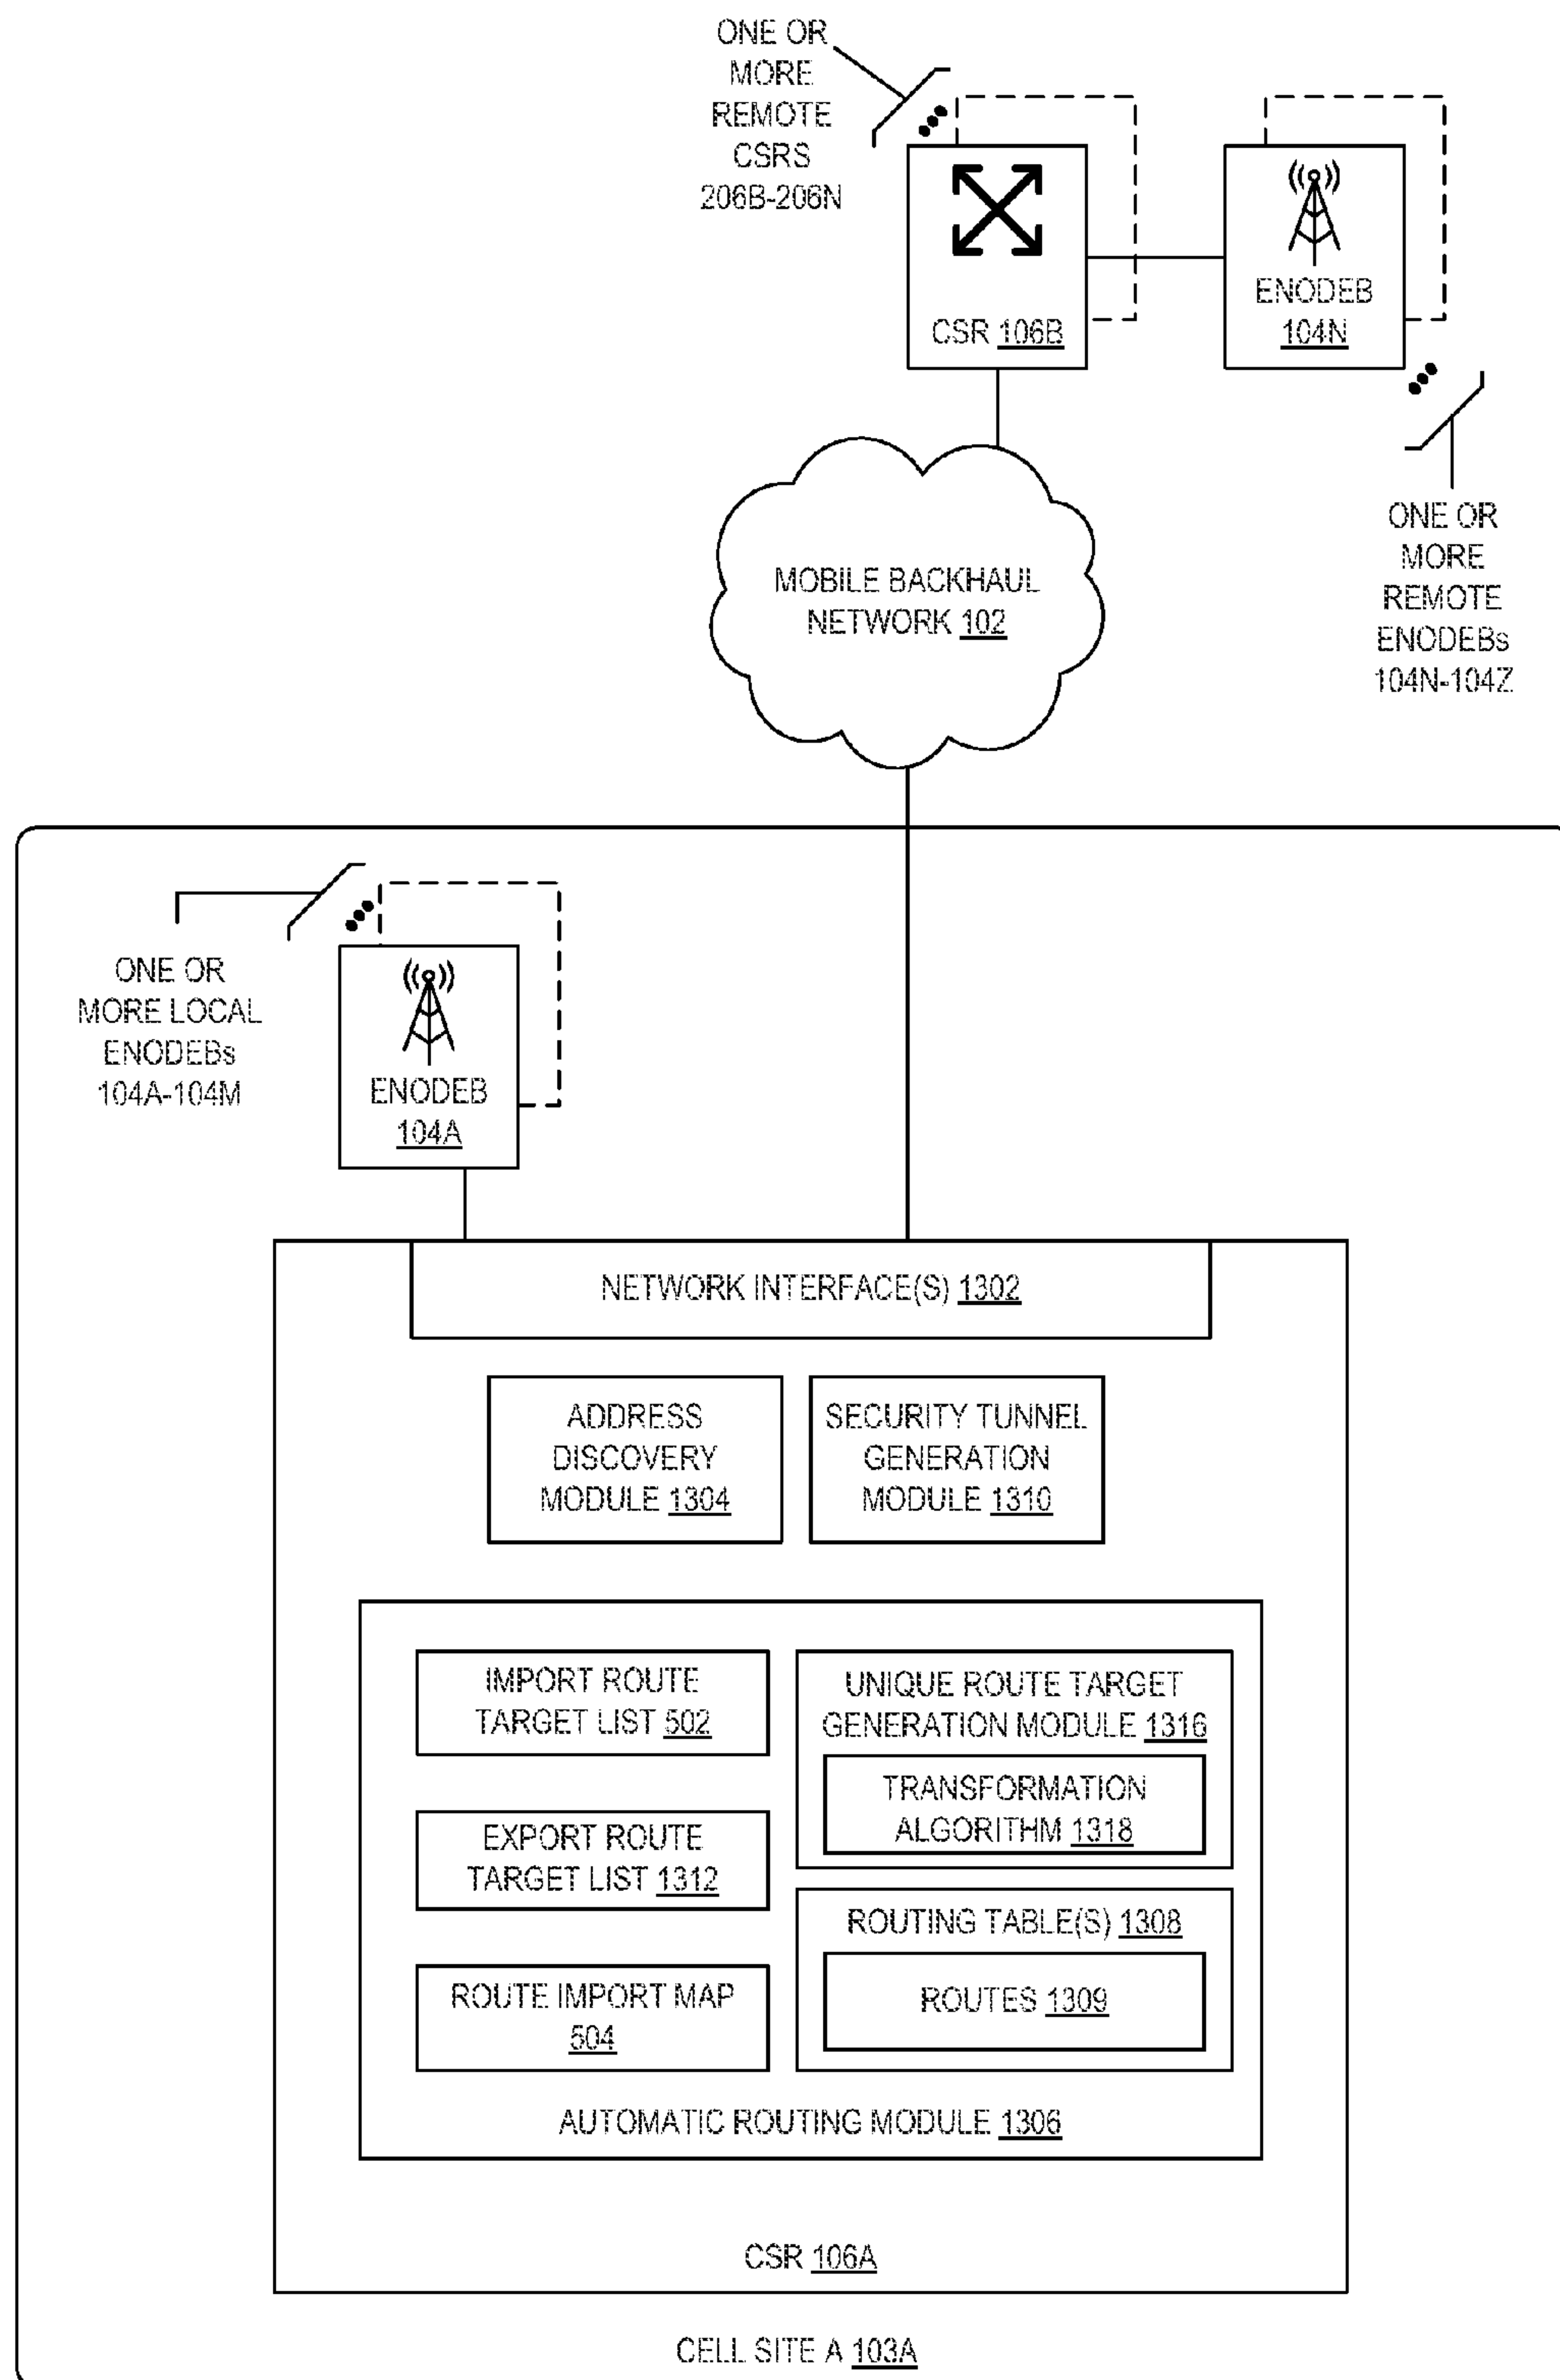 ONE OR
MORE
REMOTE
CSRS
206B-206N
CSR 106B
ENODEB
104N
MOBILE BACKHAUL
NETWORK 102
ONE OR
MORE
REMOTE
ENODEBs
104N-104Z
ONE OR
MORE LOCAL
ENODEBs
104A-104M
ENODEB
104A
NETWORK INTERFACE(S) 1302
ADDRESS
DISCOVERY
MODULE 1304
SECURITY TUNNEL
GENERATION
MODULE 1310
IMPORT ROUTE
TARGET LIST 502
UNIQUE ROUTE TARGET
GENERATION MODULE 1316
TRANSFORMATION
ALGORITHM 1318
EXPORT ROUTE
TARGET LIST 1312
ROUTING TABLE(S) 1308
ROUTES 1309
ROUTE IMPORT MAP
504
AUTOMATIC ROUTING MODULE 1306
CSR 106A
CELL SITE A 103A